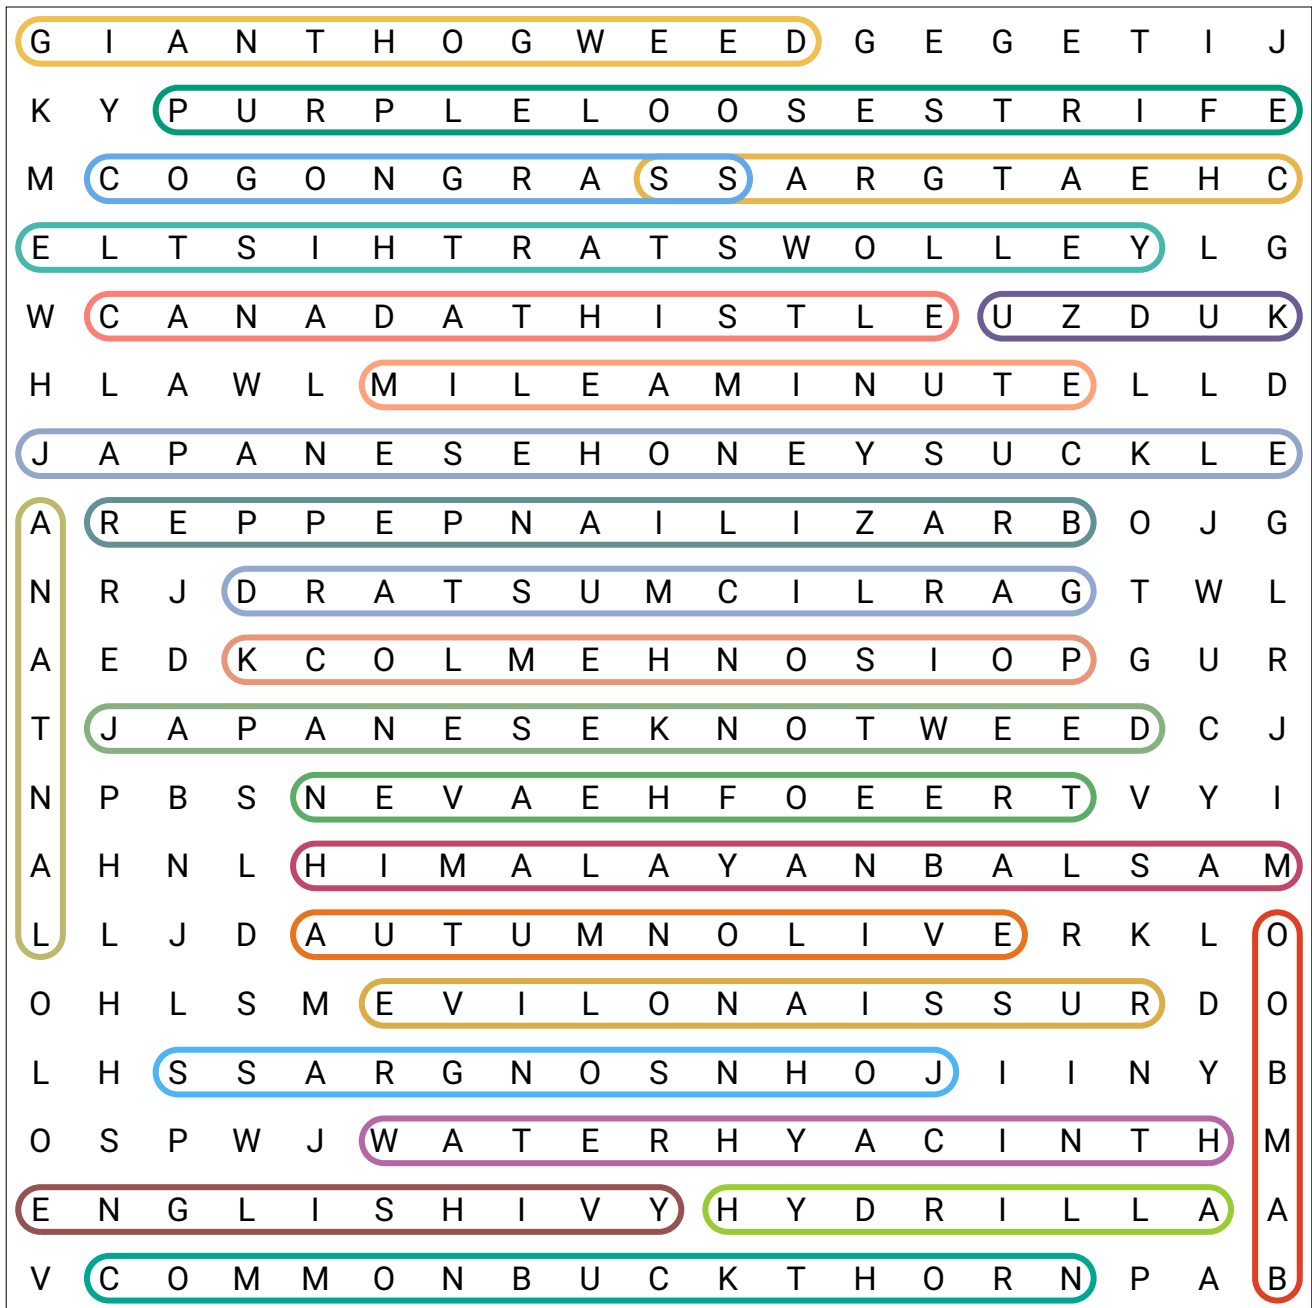 G I A N T H O G W E E D G E G E T I J
K Y P U R P L E L O O S E S T R I F E
M C O G O N G R A S S A R G T A E H C
E L T S I H T R A T S W O L L E Y L G
W C A N A D A T H I S T L E U Z D U K
H L A W L M I L E A M I N U T E L L D
J A P A N E S E H O N E Y S U C K L E
A R E P P E P N A I L I Z A R B O J G
N R J D R A T S U M C I L R A G T W L
A E D K C O L M E H N O S I O P G U R
T J A P A N E S E K N O T W E E D C J
N P B S N E V A E H F O E E R T V Y I
A H N L H I M A L A Y A N B A L S A M
L L J D A U T U M N O L I V E R K L O
O H L S M E V I L O N A I S S U R D O
L H S S A R G N O S N H O J I I N Y B
O S P W J W A T E R H Y A C I N T H M
E N G L I S H I V Y H Y D R I L L A A
V C O M M O N B U C K T H O R N P A B